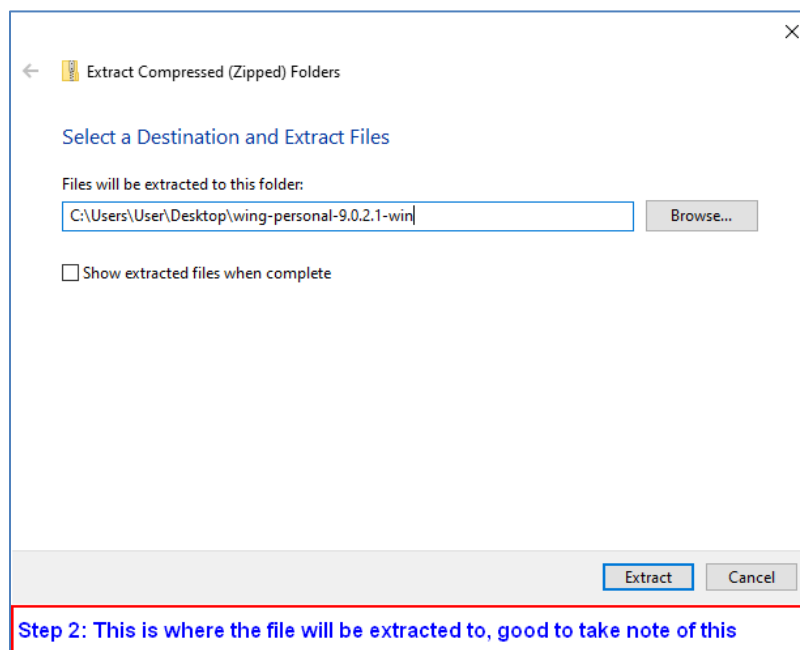 Extract Compressed (Zipped) Folders
Select a Destination and Extract Files
Files will be extracted to this folder:
C:\Users\User\Desktop\wing-personal-9.0.2.1-win
Browse...
Show extracted files when complete
Extract
Cancel
Step 2: This is where the file will be extracted to, good to take note of this